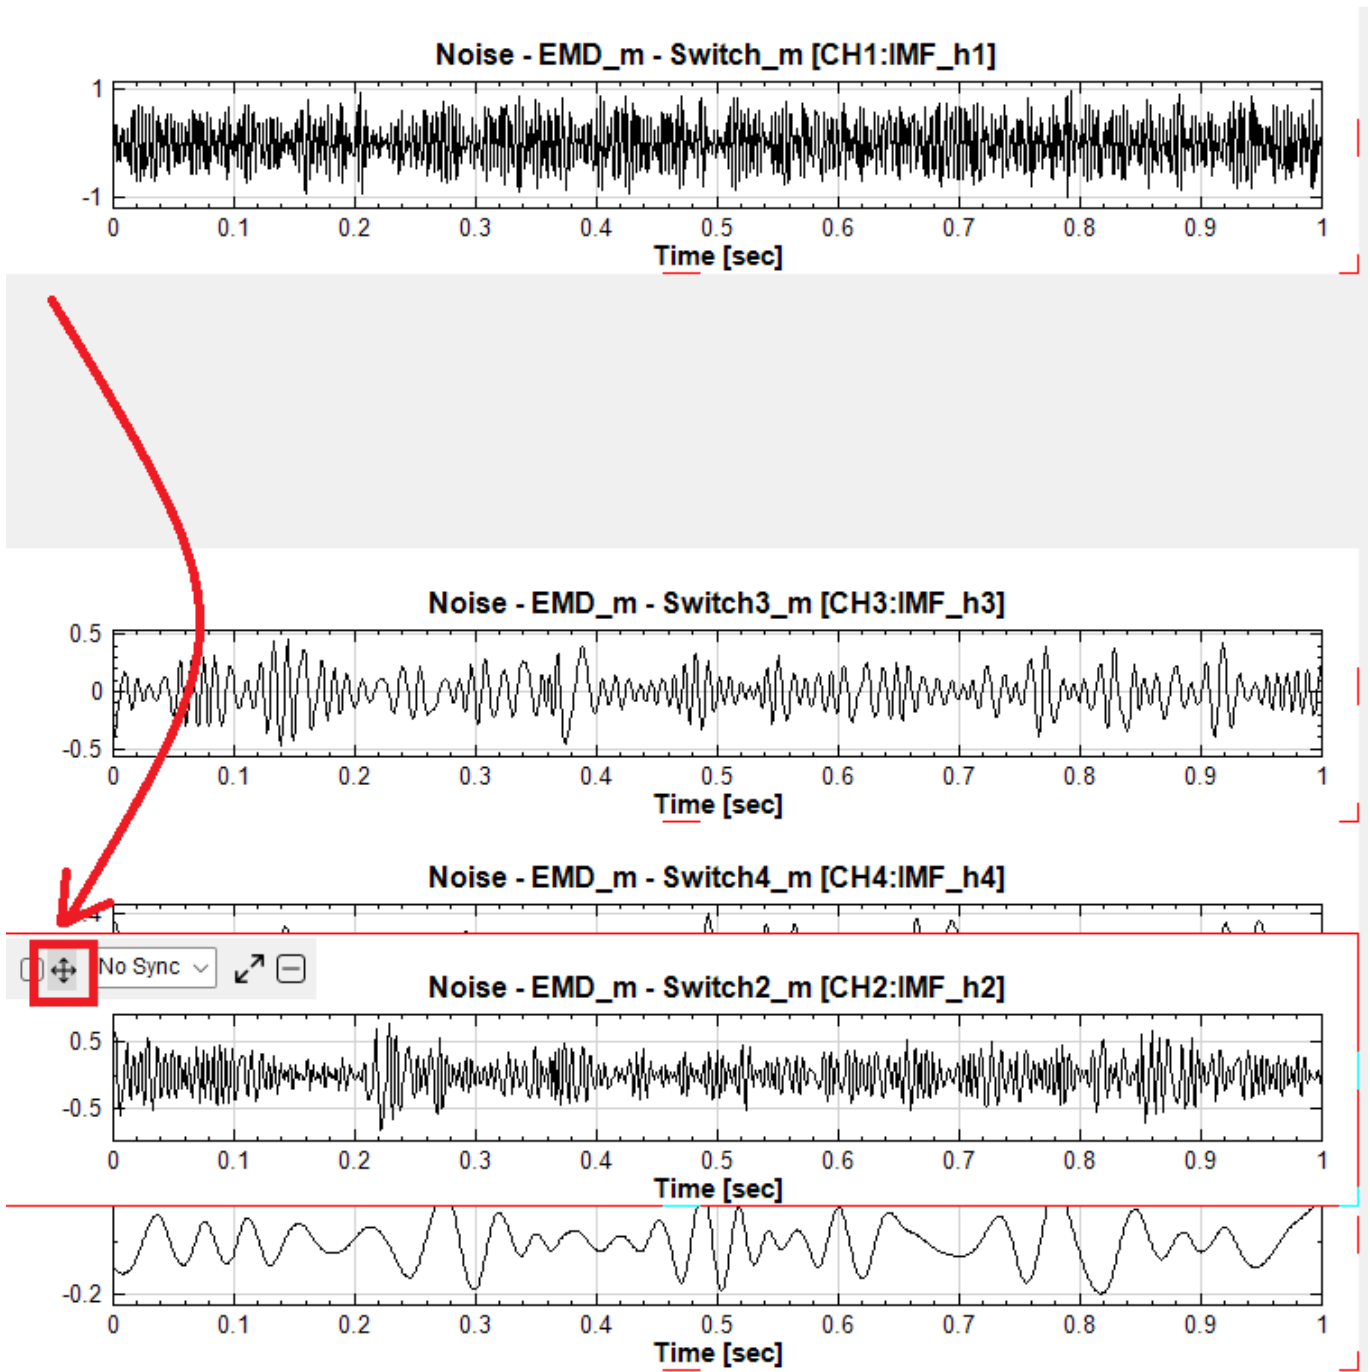 Noise - EMD_m - Switch_m [CH1:IMF_h1]
1
-1
0 0.1 0.2 0.3 0.4 0.5 0.6 0.7 0.8 0.9 1
Time [sec]
Noise - EMD_m - Switch3_m [CH3:IMF_h3]
0.5
0
-0.5
0 0.1 0.2 0.3 0.4 0.5 0.6 0.7 0.8 0.9 1
Time [sec]
Noise - EMD_m - Switch4_m [CH4:IMF_h4]
No Sync
Noise - EMD_m - Switch2_m [CH2:IMF_h2]
0.5
-0.5
0 0.1 0.2 0.3 0.4 0.5 0.6 0.7 0.8 0.9 1
Time [sec]
-0.2
0 0.1 0.2 0.3 0.4 0.5 0.6 0.7 0.8 0.9 1
Time [sec]